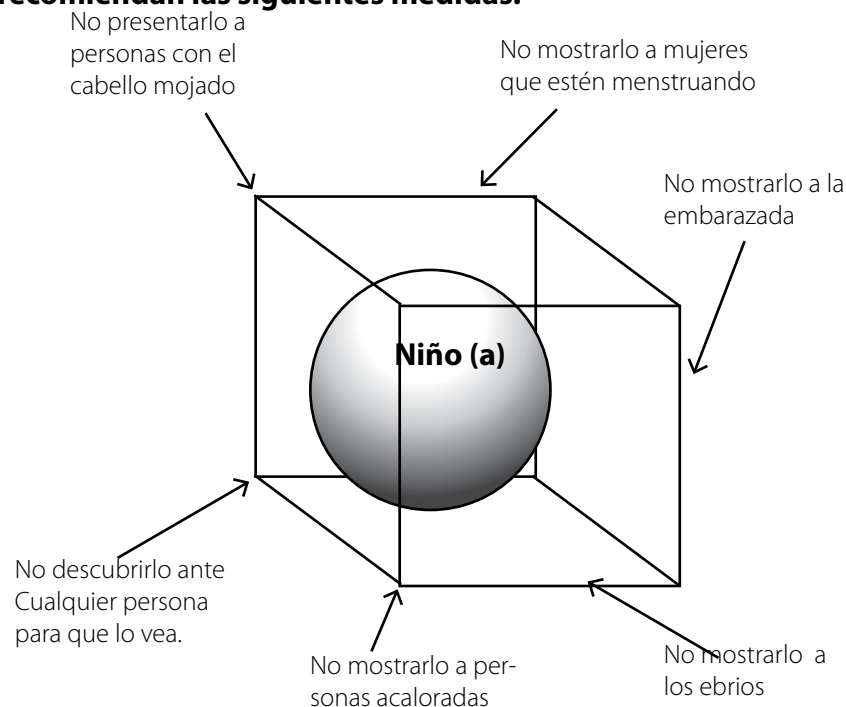 recomiendan las siguientes medidas:
No presentarlo a
personas con el
cabello mojado
No mostrarlo a mujeres
que estén menstruando
No mostrarlo a la
embarazada
Niño (a)
No descubrirlo ante
Cualquier persona
para que lo vea.
No mostrarlo a per-
sonas acaloradas
No mostrarlo a
los ebrios